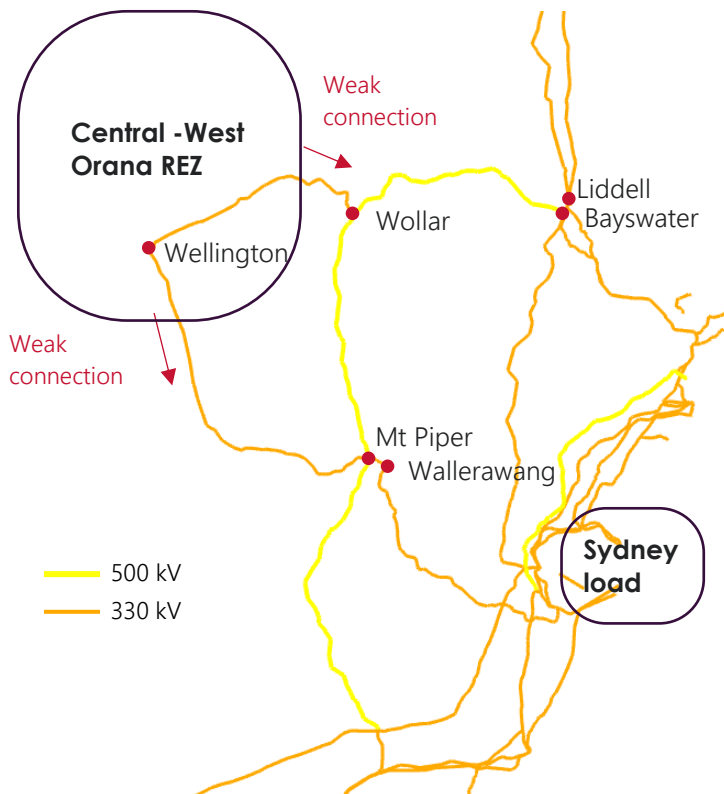 Weak
connection
Central -West
Orana REZ
Liddell
Wollar
Bayswater
Wellington
Weak
connection
Mt Piper
Wallerawang
Sydney
load
500 kV
330 kV